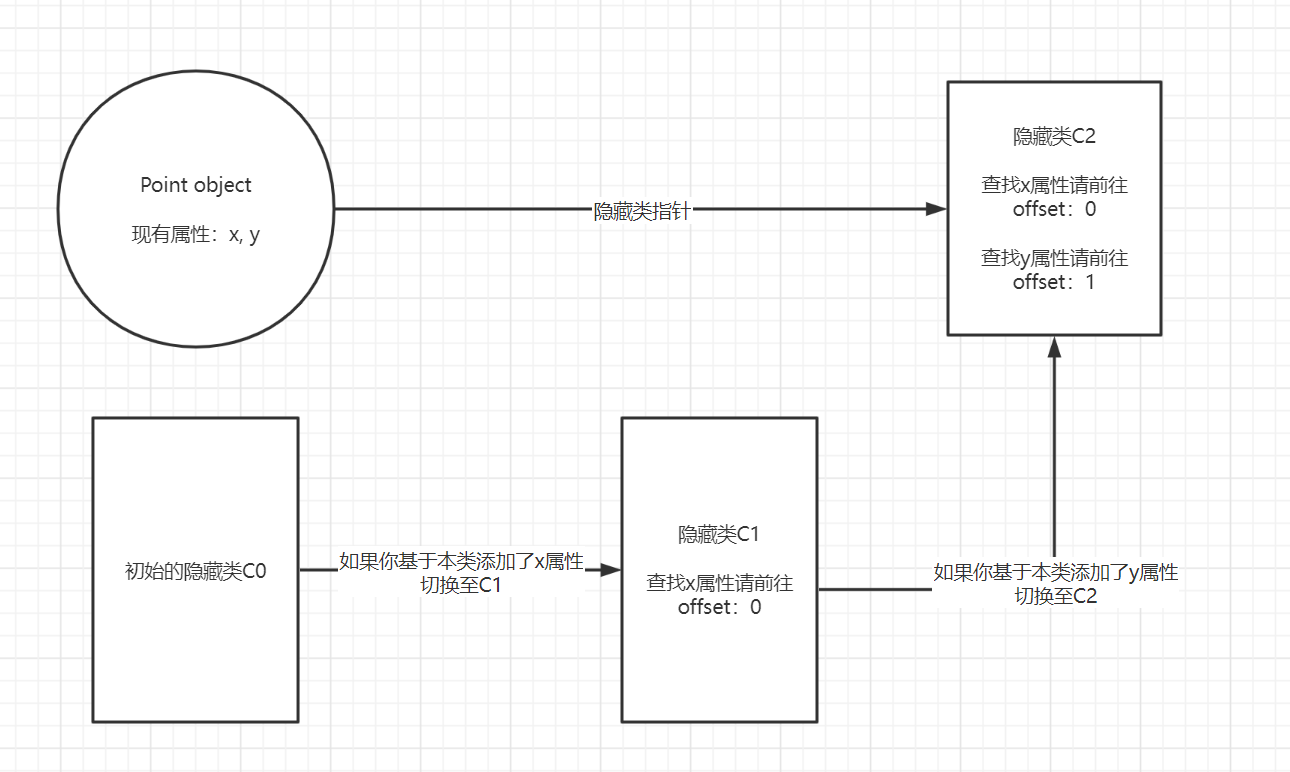 Point object
现有属性：x, y
隐藏类指针
隐藏类C2
查找x属性请前往
offset：0
查找y属性请前往
offset：1
初始的隐藏类C0
如果你基于本类添加了x属性
切换至C1
隐藏类C1
查找x属性请前往
offset：0
如果你基于本类添加了y属性
切换至C2